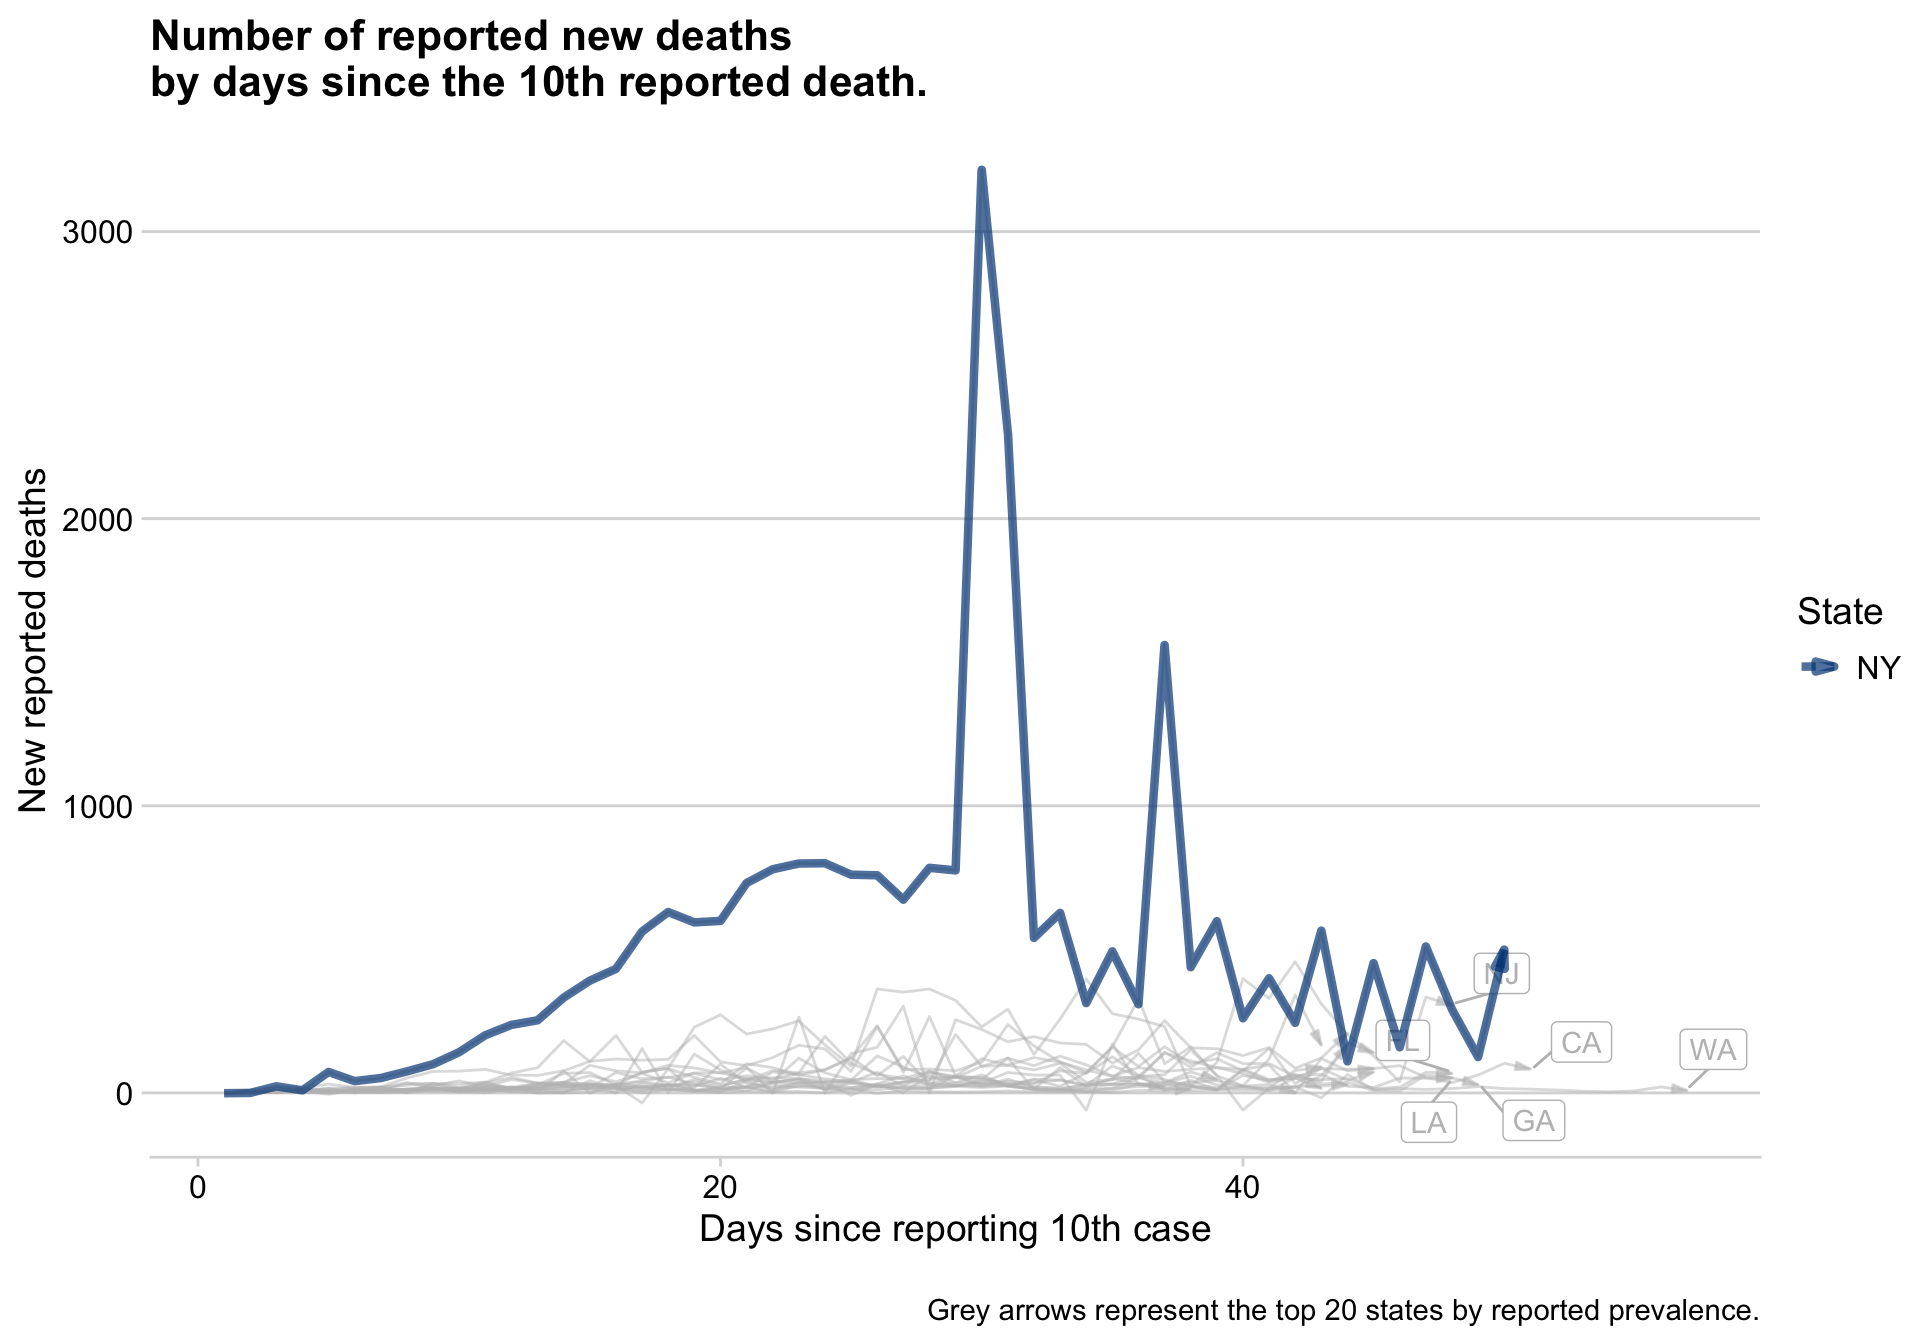 Number of reported new deaths
by days since the 10th reported death.
New reported deaths
3000
2000
1000
0
0
20
40
Days since reporting 10th case
NJ
FL
CA
WA
LA
GA
State
NY
Grey arrows represent the top 20 states by reported prevalence.